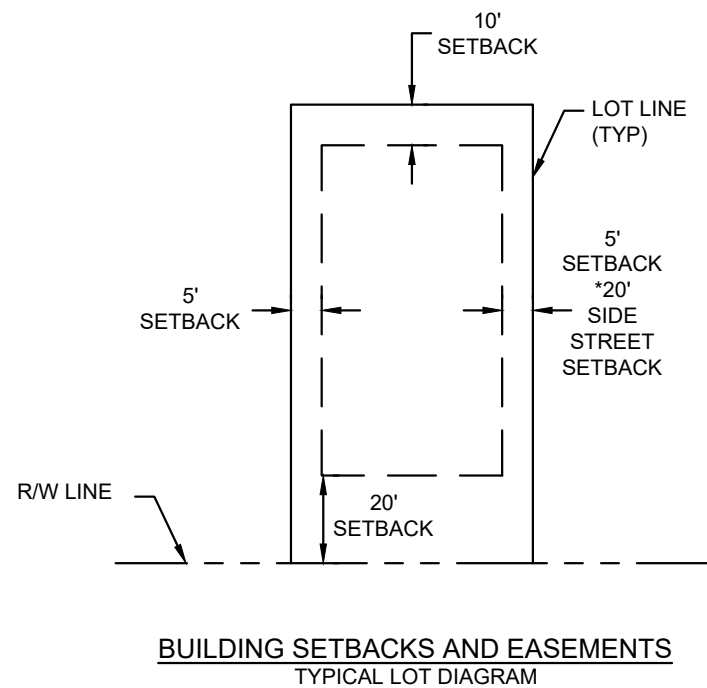 10'
SETBACK
LOT LINE
(TYP)
5'
SETBACK
*20'
SIDE
STREET
SETBACK
5'
SETBACK
R/W LINE
20'
SETBACK
BUILDING SETBACKS AND EASEMENTS
TYPICAL LOT DIAGRAM